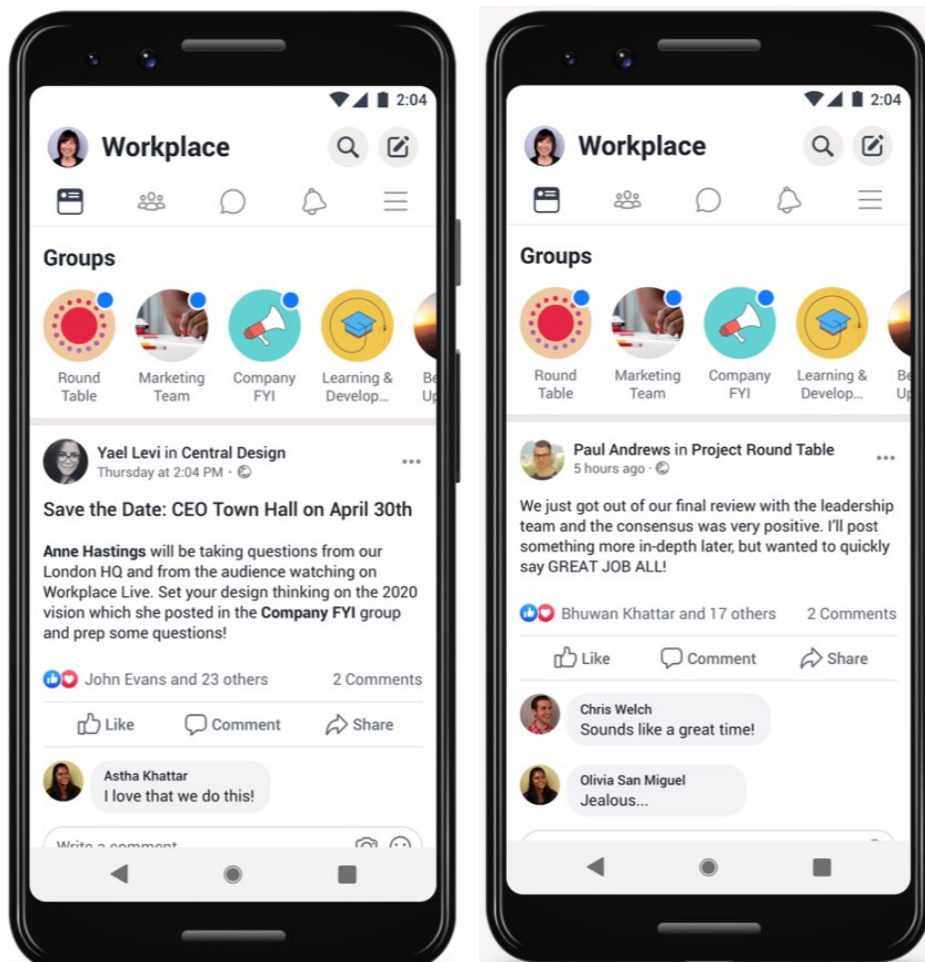 2:04
Workplace
Groups
Round
Table
Marketing
Team
Company
FYI
Learning &
Develop...
Be
Up
Yael Levi in Central Design
Thursday at 2:04 PM ·
Save the Date: CEO Town Hall on April 30th
Anne Hastings will be taking questions from our
London HQ and from the audience watching on
Workplace Live. Set your design thinking on the 2020
vision which she posted in the Company FYI group
and prep some questions!
John Evans and 23 others 2 Comments
Like Comment Share
Astha Khattar
I love that we do this!
Write a comment
2:04
Workplace
Groups
Round
Table
Marketing
Team
Company
FYI
Learning &
Develop...
Be
Up
Paul Andrews in Project Round Table
5 hours ago ·
We just got out of our final review with the leadership
team and the consensus was very positive. I'll post
something more in-depth later, but wanted to quickly
say GREAT JOB ALL!
Bhuwan Khattar and 17 others 2 Comments
Like Comment Share
Chris Welch
Sounds like a great time!
Olivia San Miguel
Jealous...